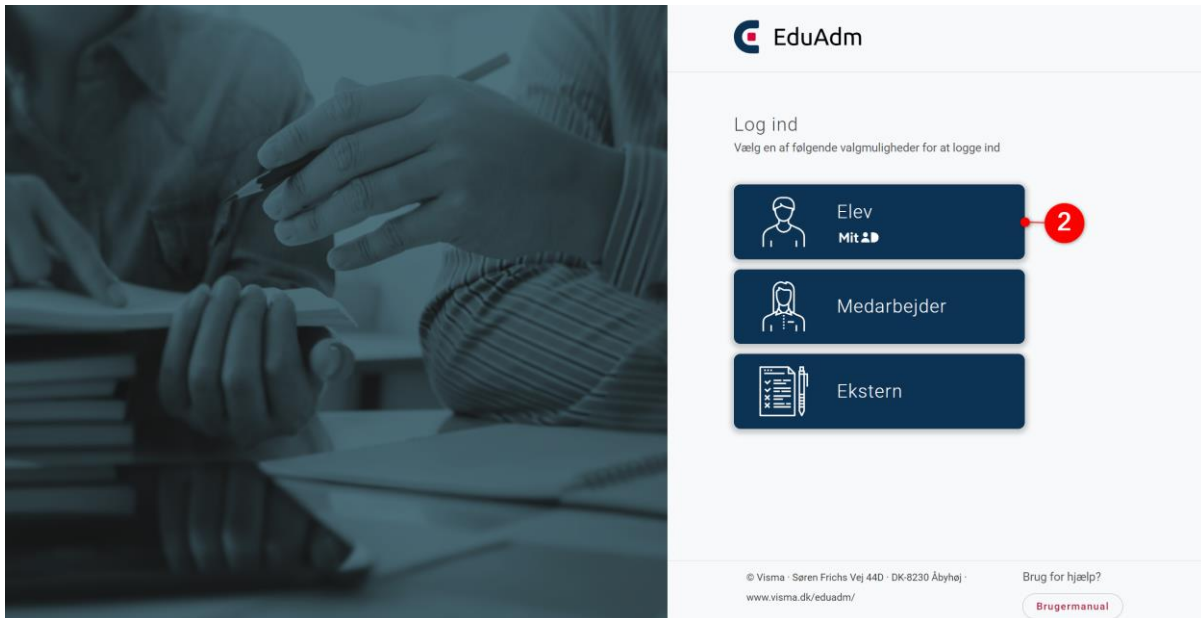 EduAdm
Log ind
Vælg en af følgende valgmuligheder for at logge ind
Elev
Mit ID
2
Medarbejder
Ekstern
© Visma · Søren Frichs Vej 44D · DK-8230 Åbyhøj ·
www.visma.dk/eduadm/
Brug for hjælp?
Brugermanual